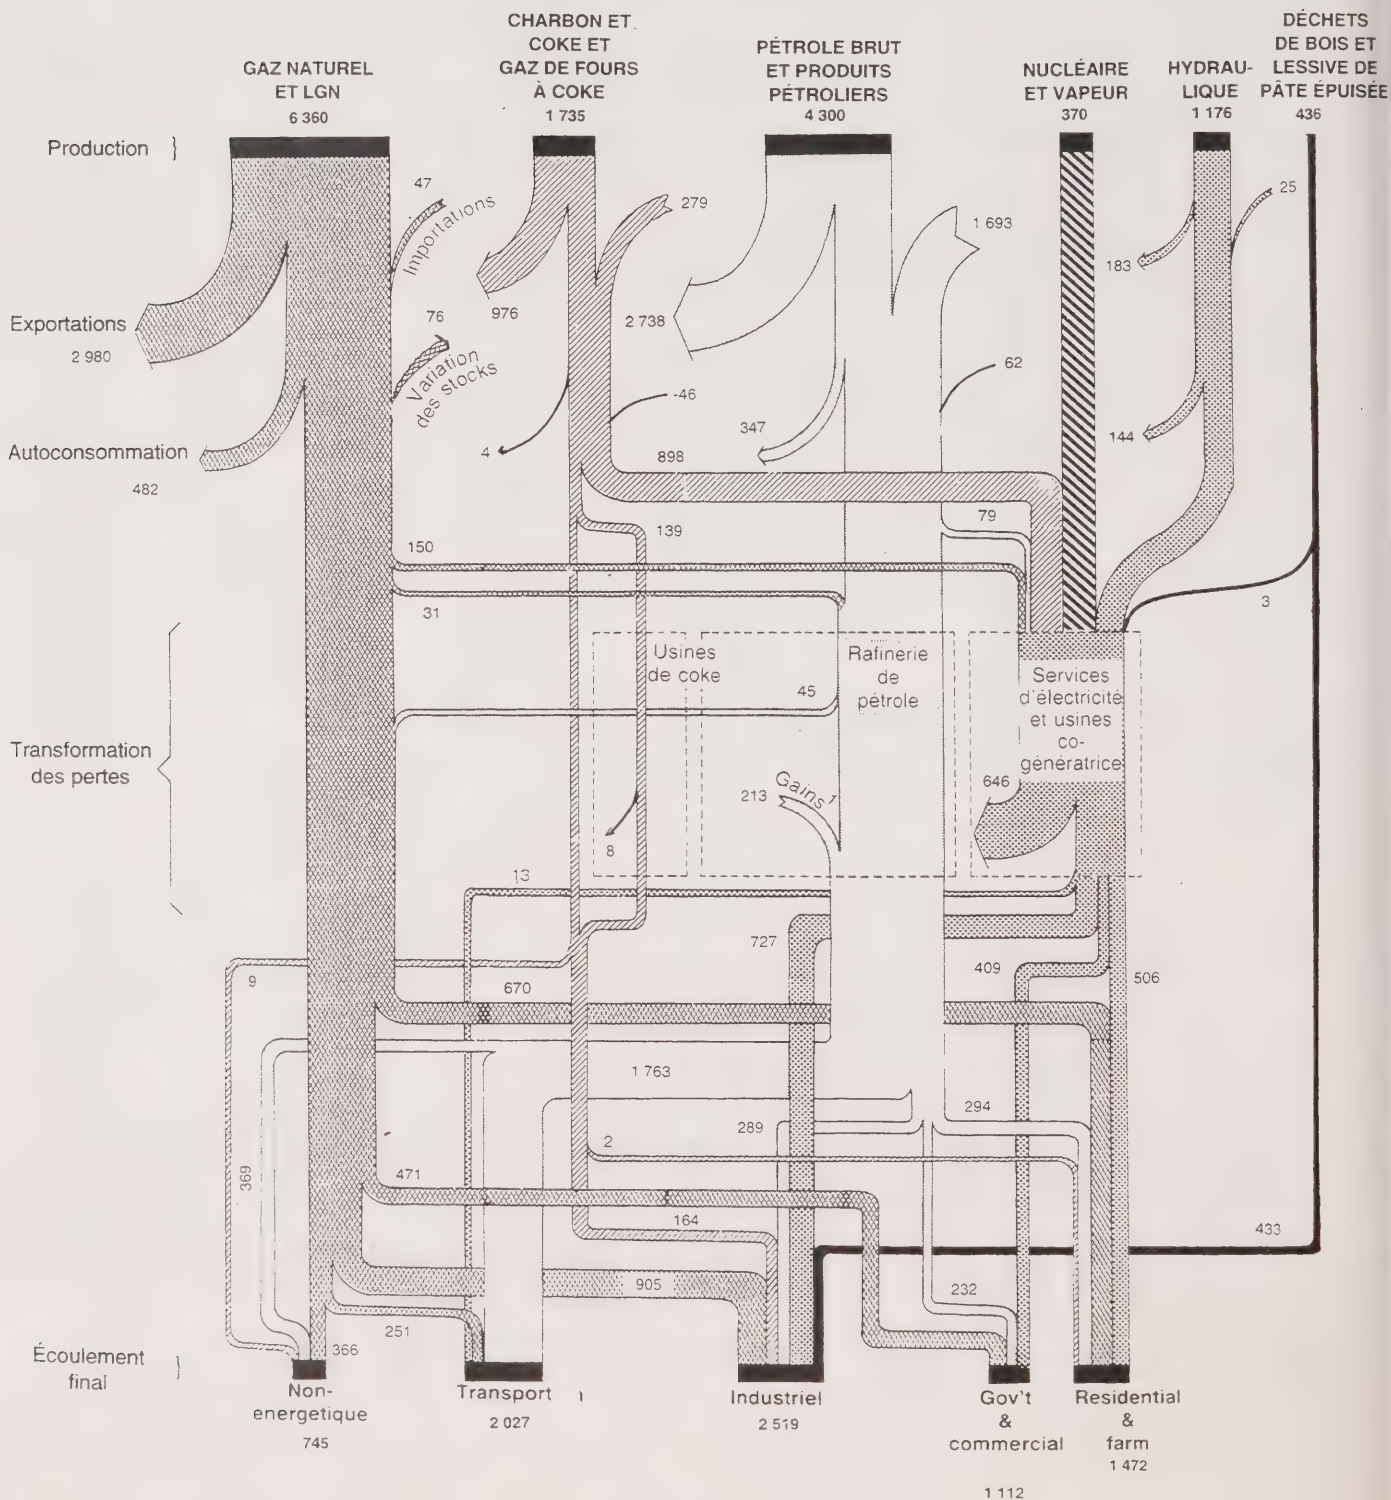 GAZ NATUREL
ET LGN
6 360
CHARBON ET
COKE ET
GAZ DE FOURS
À COKE
1 735
PÉTROLE BRUT
ET PRODUITS
PÉTROLIERS
4 300
NUCLÉAIRE
ET VAPEUR
370
HYDRAU-
LIQUE
1 176
DÉCHETS
DE BOIS ET
LESSIVE DE
PÂTE ÉPUISÉE
436
Production
47
Importations
279
1 693
25
183
Exportations
2 980
76
Variation
des stocks
976
2 738
62
-46
4
347
144
Autoconsommation
482
898
79
139
150
31
3
Usines
de coke
Rafinerie
de
pétrole
Services
d'électricité
et usines
co-
génératrice
45
Transformation
des pertes
213
Gains¹
646
8
13
727
409
506
9
670
1 763
289
294
2
369
471
164
433
905
232
251
366
Écoulement
final
Non-
energetique
745
Transport
2 027
Industriel
2 519
Gov't
&
commercial
1 112
Residential
&
farm
1 472